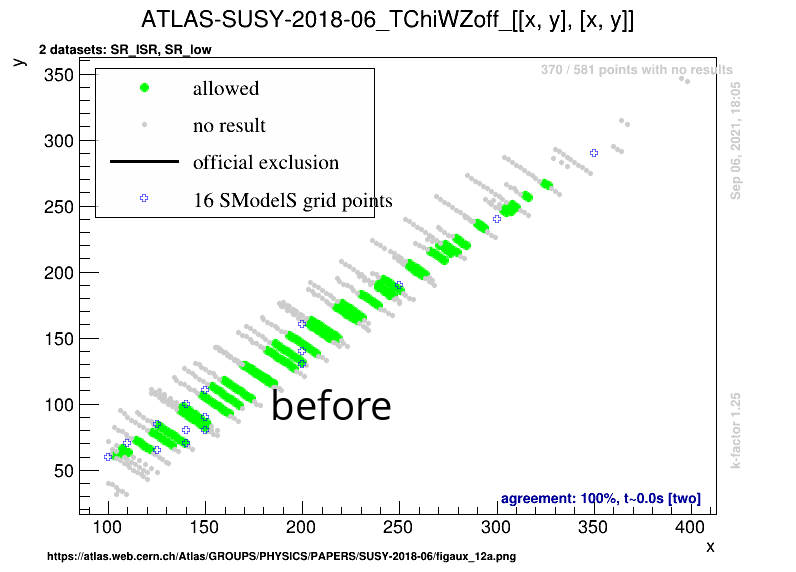 ATLAS-SUSY-2018-06_TChiWZoff_[[x, y], [x, y]]
2 datasets: SR_ISR, SR_low
y
370 / 581 points with no results
allowed
no result
official exclusion
16 SModelS grid points
Sep 06, 2021, 18:05
350
300
250
200
150
100
50
before
k-factor 1.25
agreement: 100%, t~0.0s [two]
100 150 200 250 300 350 400
x
https://atlas.web.cern.ch/Atlas/GROUPS/PHYSICS/PAPERS/SUSY-2018-06/figaux_12a.png